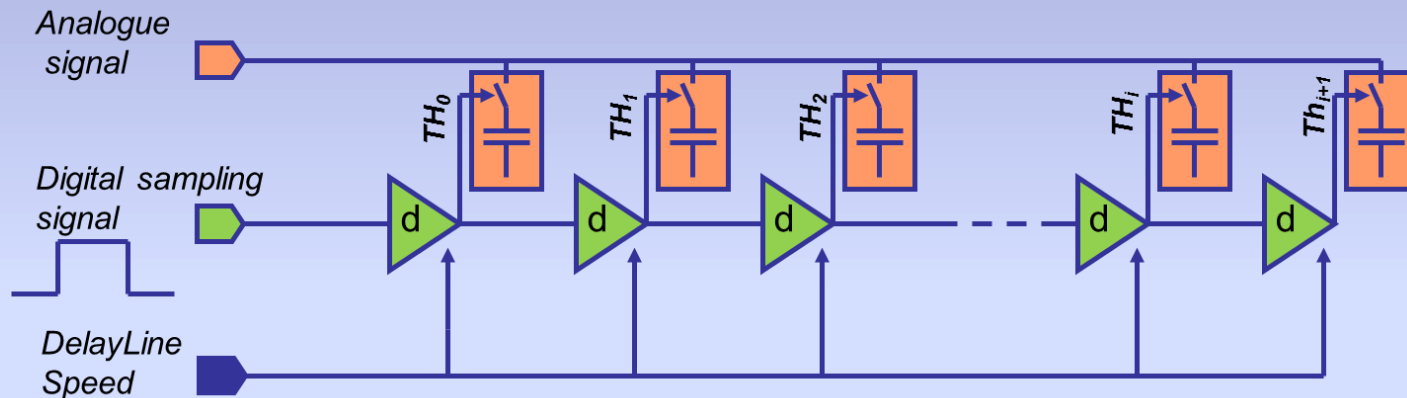 Analogue
signal
TH0
TH1
TH2
THi
Thi+1
Digital sampling
signal
d
d
d
d
d
DelayLine
Speed